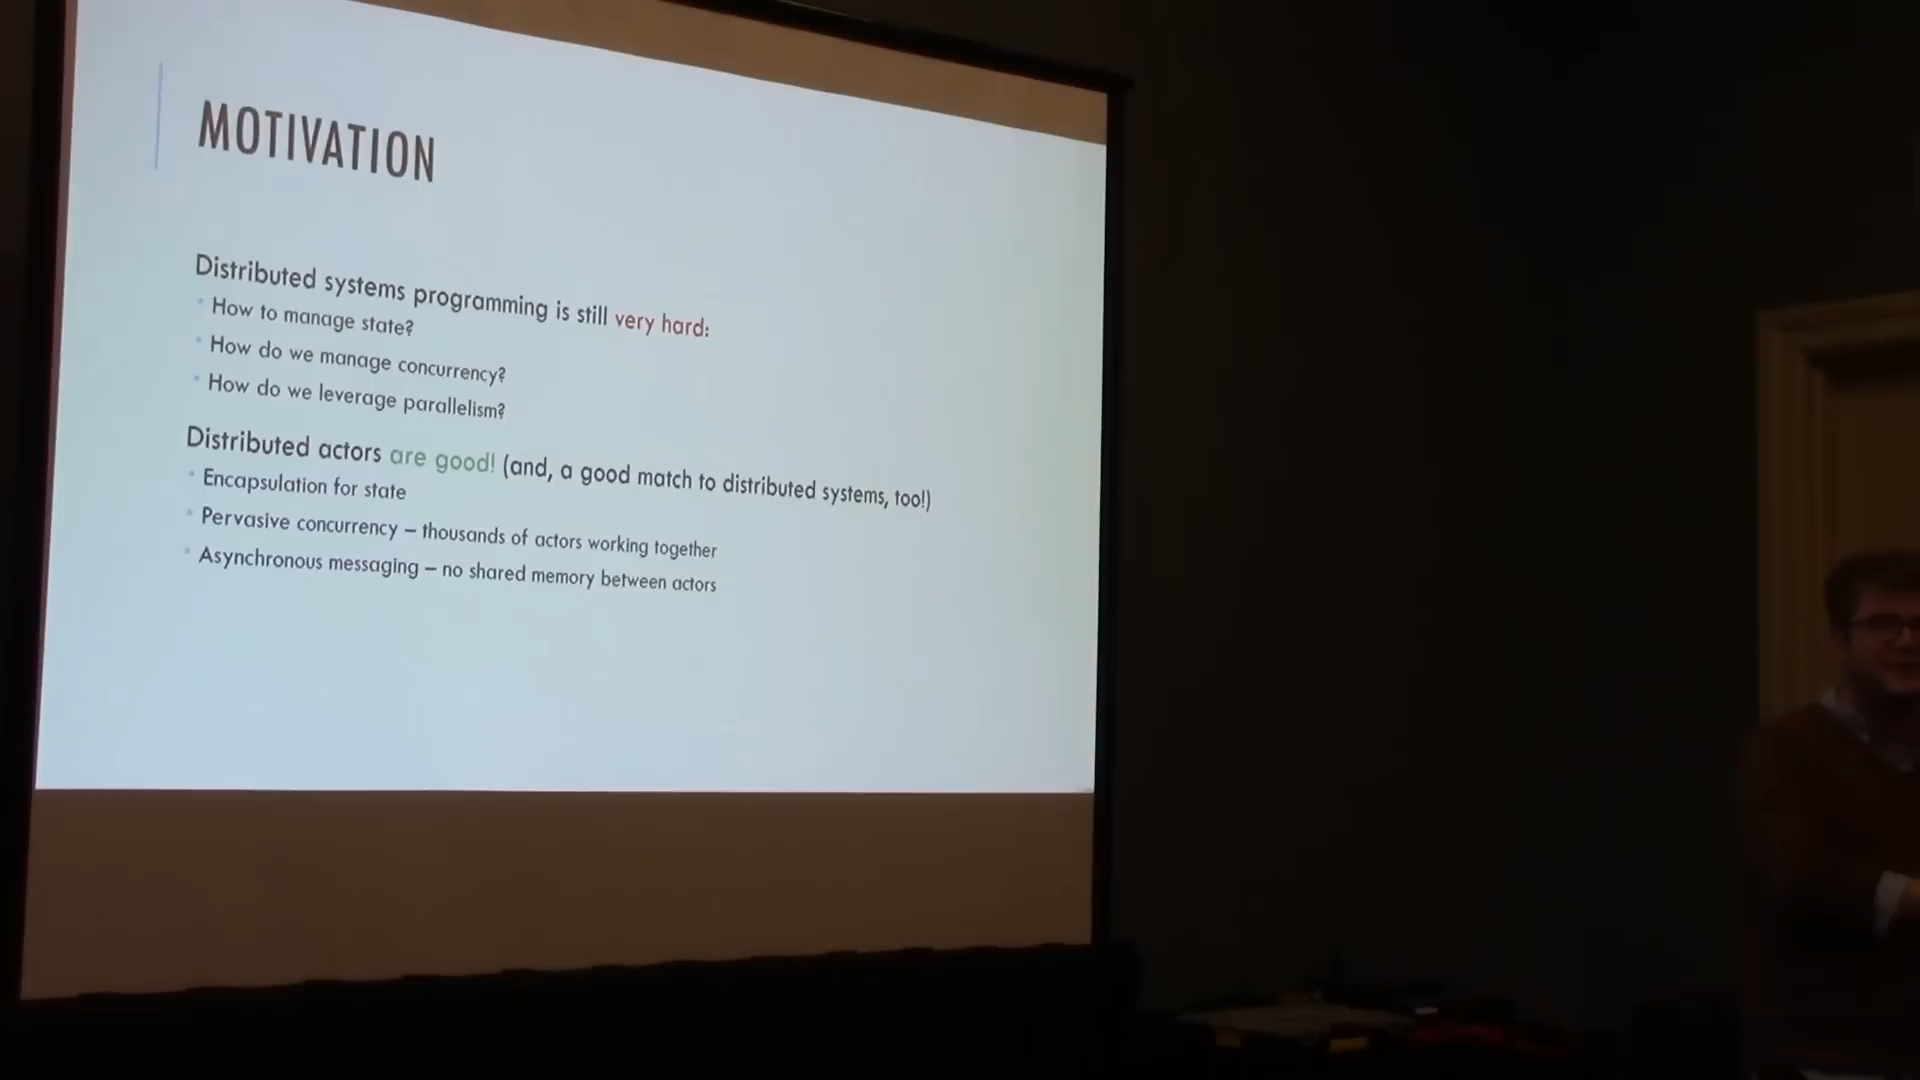 MOTIVATION
Distributed systems programming is still very hard:
How to manage state?
How do we manage concurrency?
How do we leverage parallelism?
Distributed actors are good! (and, a good match to distributed systems, too!)
Encapsulation for state
Pervasive concurrency – thousands of actors working together
Asynchronous messaging – no shared memory between actors